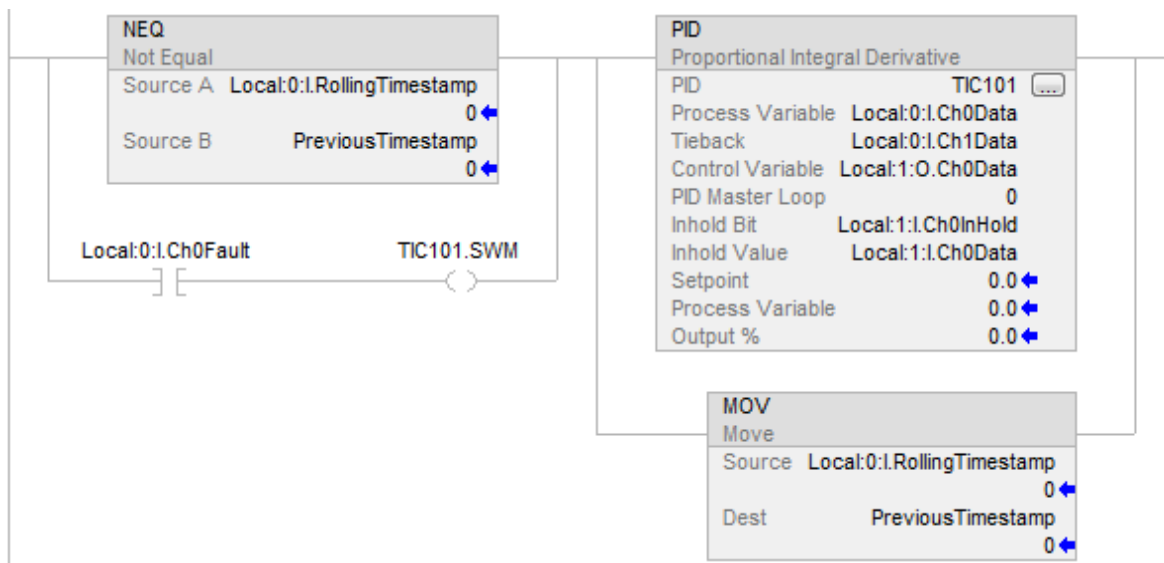 NEQ
Not Equal
Source A Local:0:I.RollingTimestamp
0
Source B PreviousTimestamp
0
Local:0:I.Ch0Fault TIC101.SWM
PID
Proportional Integral Derivative
PID TIC101 ...
Process Variable Local:0:I.Ch0Data
Tieback Local:0:I.Ch1Data
Control Variable Local:1:O.Ch0Data
PID Master Loop 0
Inhold Bit Local:1:I.Ch0InHold
Inhold Value Local:1:I.Ch0Data
Setpoint 0.0
Process Variable 0.0
Output % 0.0
MOV
Move
Source Local:0:I.RollingTimestamp
0
Dest PreviousTimestamp
0